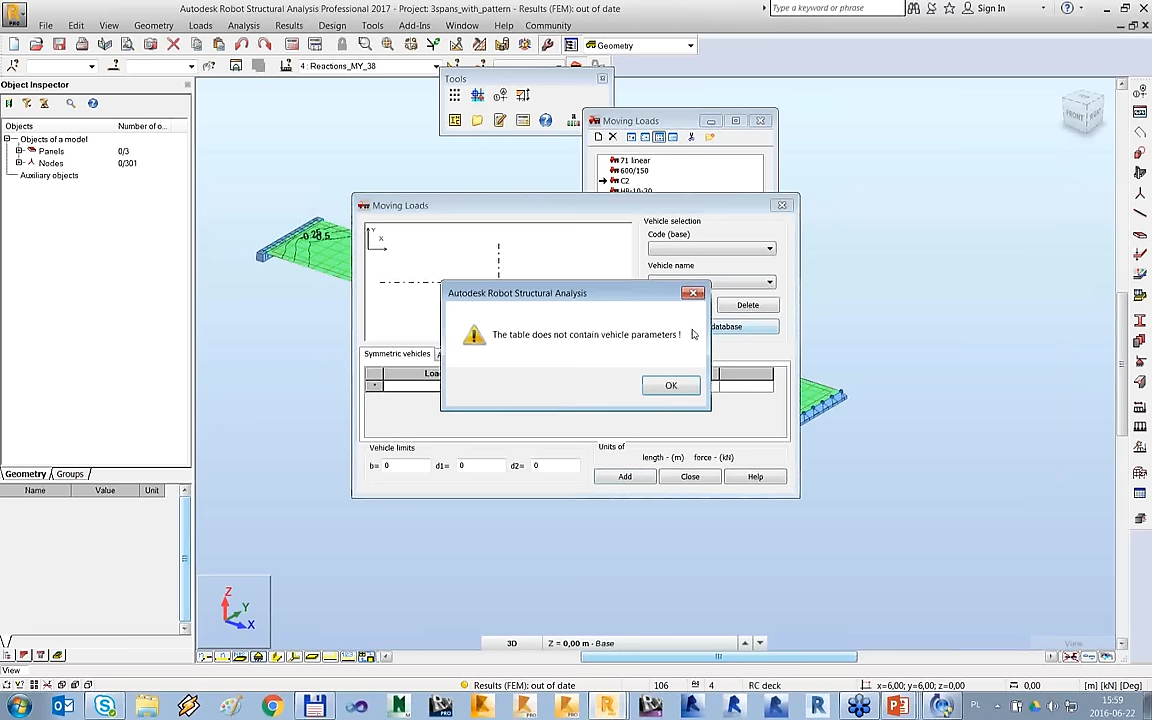 Autodesk Robot Structural Analysis Professional 2017 - Project: 3spans_with_pattern - Results (FEM): out of date
Type a keyword or phrase
Sign In
File Edit View Geometry Loads Analysis Results Design Tools Add-Ins Window Help Community
Geometry
4 : Reactions_MY_38
Object Inspector
Objects Number of o...
Objects of a model
Panels 0/3
Nodes 0/301
Auxiliary objects
Geometry Groups
Name Value Unit
Tools
Moving Loads
71 linear
600/150
C2
Moving Loads
Y
X
Vehicle selection
Code (base)
Vehicle name
Delete
database
Symmetric vehicles
Autodesk Robot Structural Analysis
The table does not contain vehicle parameters !
OK
Loa
*
Vehicle limits
b= 0 d1= 0 d2= 0
Units of
length - (m) force - (kN)
Add Close Help
FRONT
Z
Y
X
3D Z = 0,00 m - Base
View
View
Results (FEM): out of date 106 4 RC deck x=6,00; y=6,00; z=0,00 0,00 [m] [kN] [Deg]
PL
15:59
2016-06-22